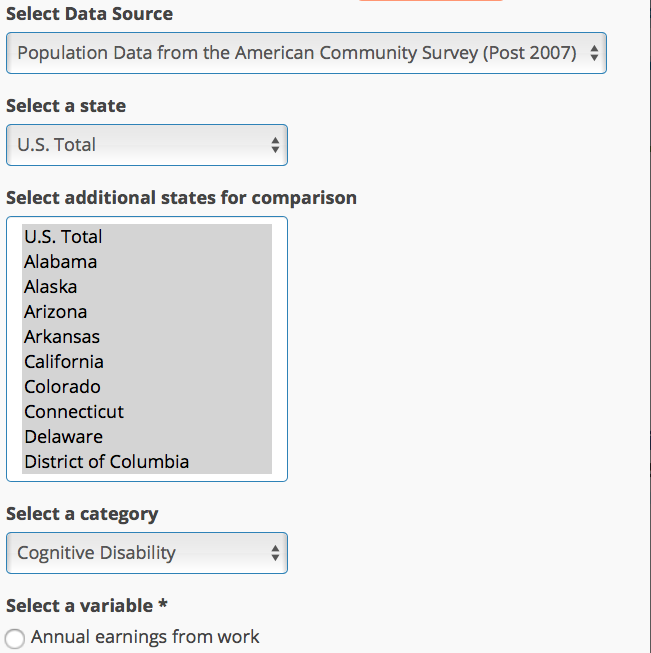 Select Data Source
Population Data from the American Community Survey (Post 2007)
Select a state
U.S. Total
Select additional states for comparison
U.S. Total
Alabama
Alaska
Arizona
Arkansas
California
Colorado
Connecticut
Delaware
District of Columbia
Select a category
Cognitive Disability
Select a variable *
Annual earnings from work